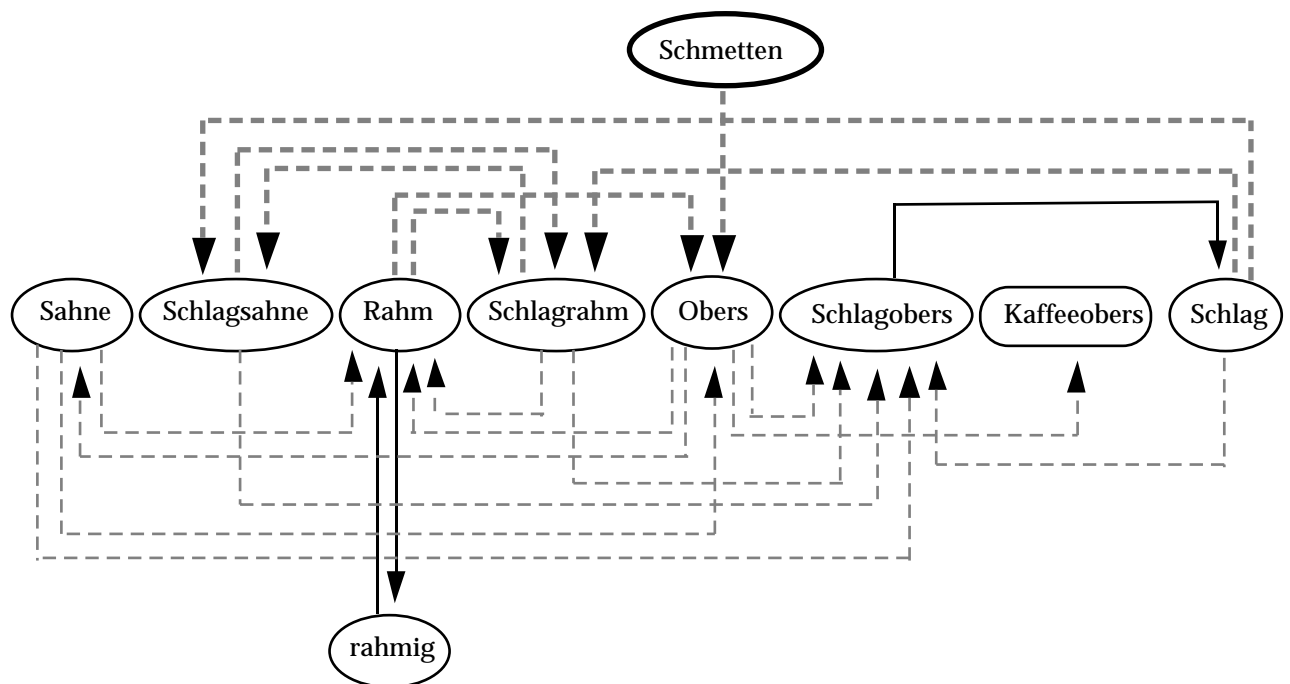 Schmetten
Sahne
Schlagsahne
Rahm
Schlagrahm
Obers
Schlagobers
Kaffeeobers
Schlag
rahmig